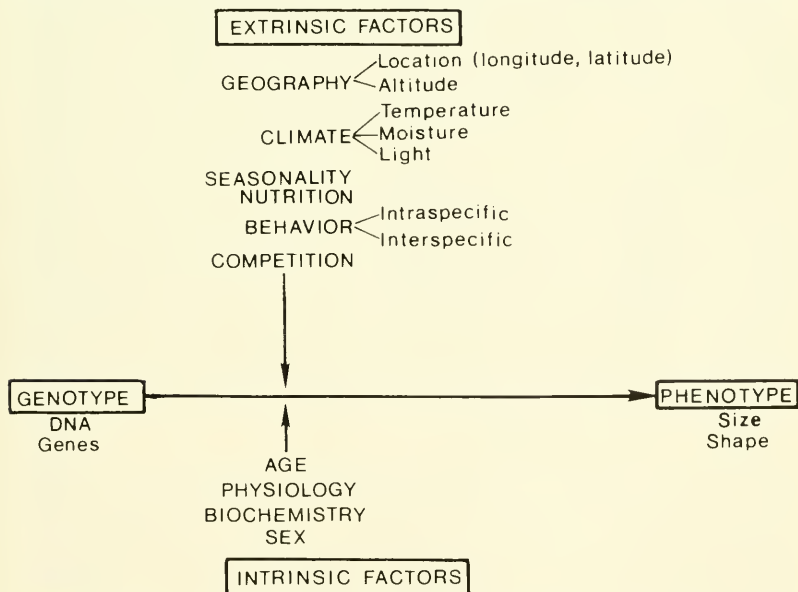 EXTRINSIC FACTORS
Location (longitude, latitude)
GEOGRAPHY
Altitude
Temperature
CLIMATE Moisture
Light
SEASONALITY
NUTRITION
Intraspecific
BEHAVIOR
Interspecific
COMPETITION
GENOTYPE PHENOTYPE
DNA Size
Genes Shape
AGE
PHYSIOLOGY
BIOCHEMISTRY
SEX
INTRINSIC FACTORS